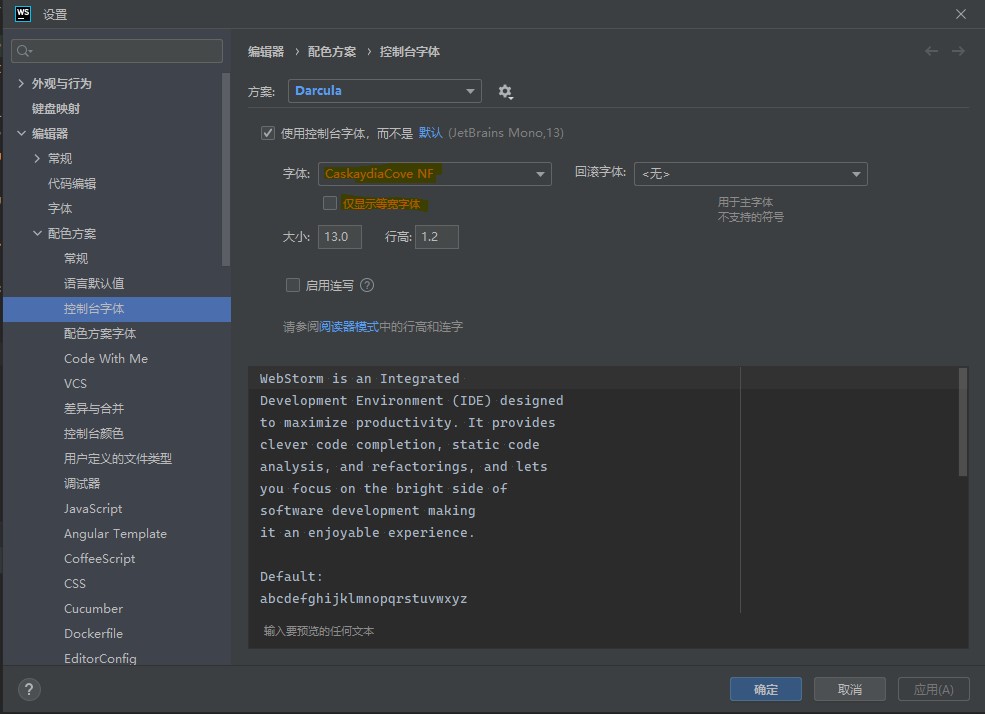 WS 设置
编辑器 › 配色方案 › 控制台字体
外观与行为
键盘映射
编辑器
常规
代码编辑
字体
配色方案
常规
语言默认值
控制台字体
配色方案字体
Code With Me
VCS
差异与合并
控制台颜色
用户定义的文件类型
调试器
JavaScript
Angular Template
CoffeeScript
CSS
Cucumber
Dockerfile
EditorConfig
方案: Darcula
使用控制台字体，而不是 默认 (JetBrains Mono,13)
字体: CaskaydiaCove NF 回滚字体: <无>
仅显示等宽字体 用于主字体
不支持的符号
大小: 13.0 行高: 1.2
启用连写 ?
请参阅阅读器模式中的行高和连字
WebStorm is an Integrated
Development Environment (IDE) designed
to maximize productivity. It provides
clever code completion, static code
analysis, and refactorings, and lets
you focus on the bright side of
software development making
it an enjoyable experience.
Default:
abcdefghijklmnopqrstuvwxyz
输入要预览的任何文本
? 确定 取消 应用(A)